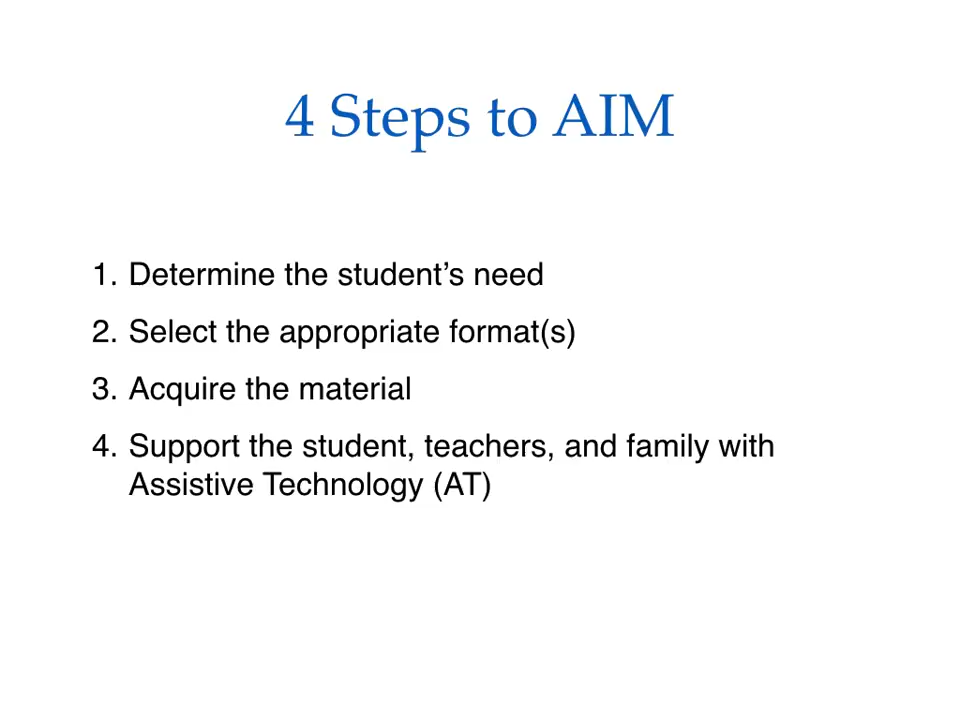 4 Steps to AIM
1. Determine the student’s need
2. Select the appropriate format(s)
3. Acquire the material
4. Support the student, teachers, and family with
Assistive Technology (AT)